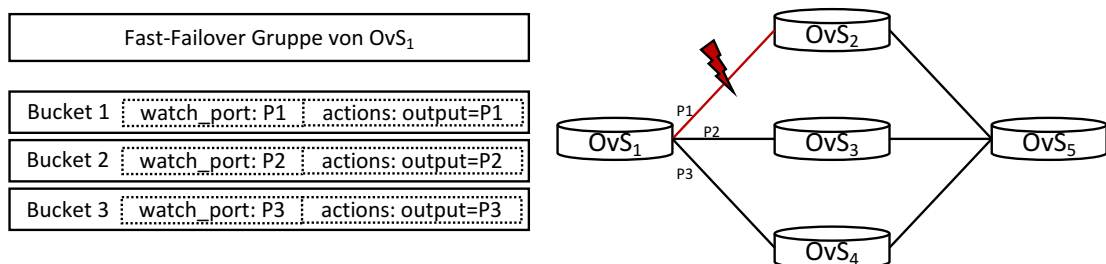 Fast-Failover Gruppe von OvS₁
Bucket 1 watch_port: P1 actions: output=P1
Bucket 2 watch_port: P2 actions: output=P2
Bucket 3 watch_port: P3 actions: output=P3
OvS₂
P1
P2
OvS₁
OvS₃
OvS₅
P3
OvS₄